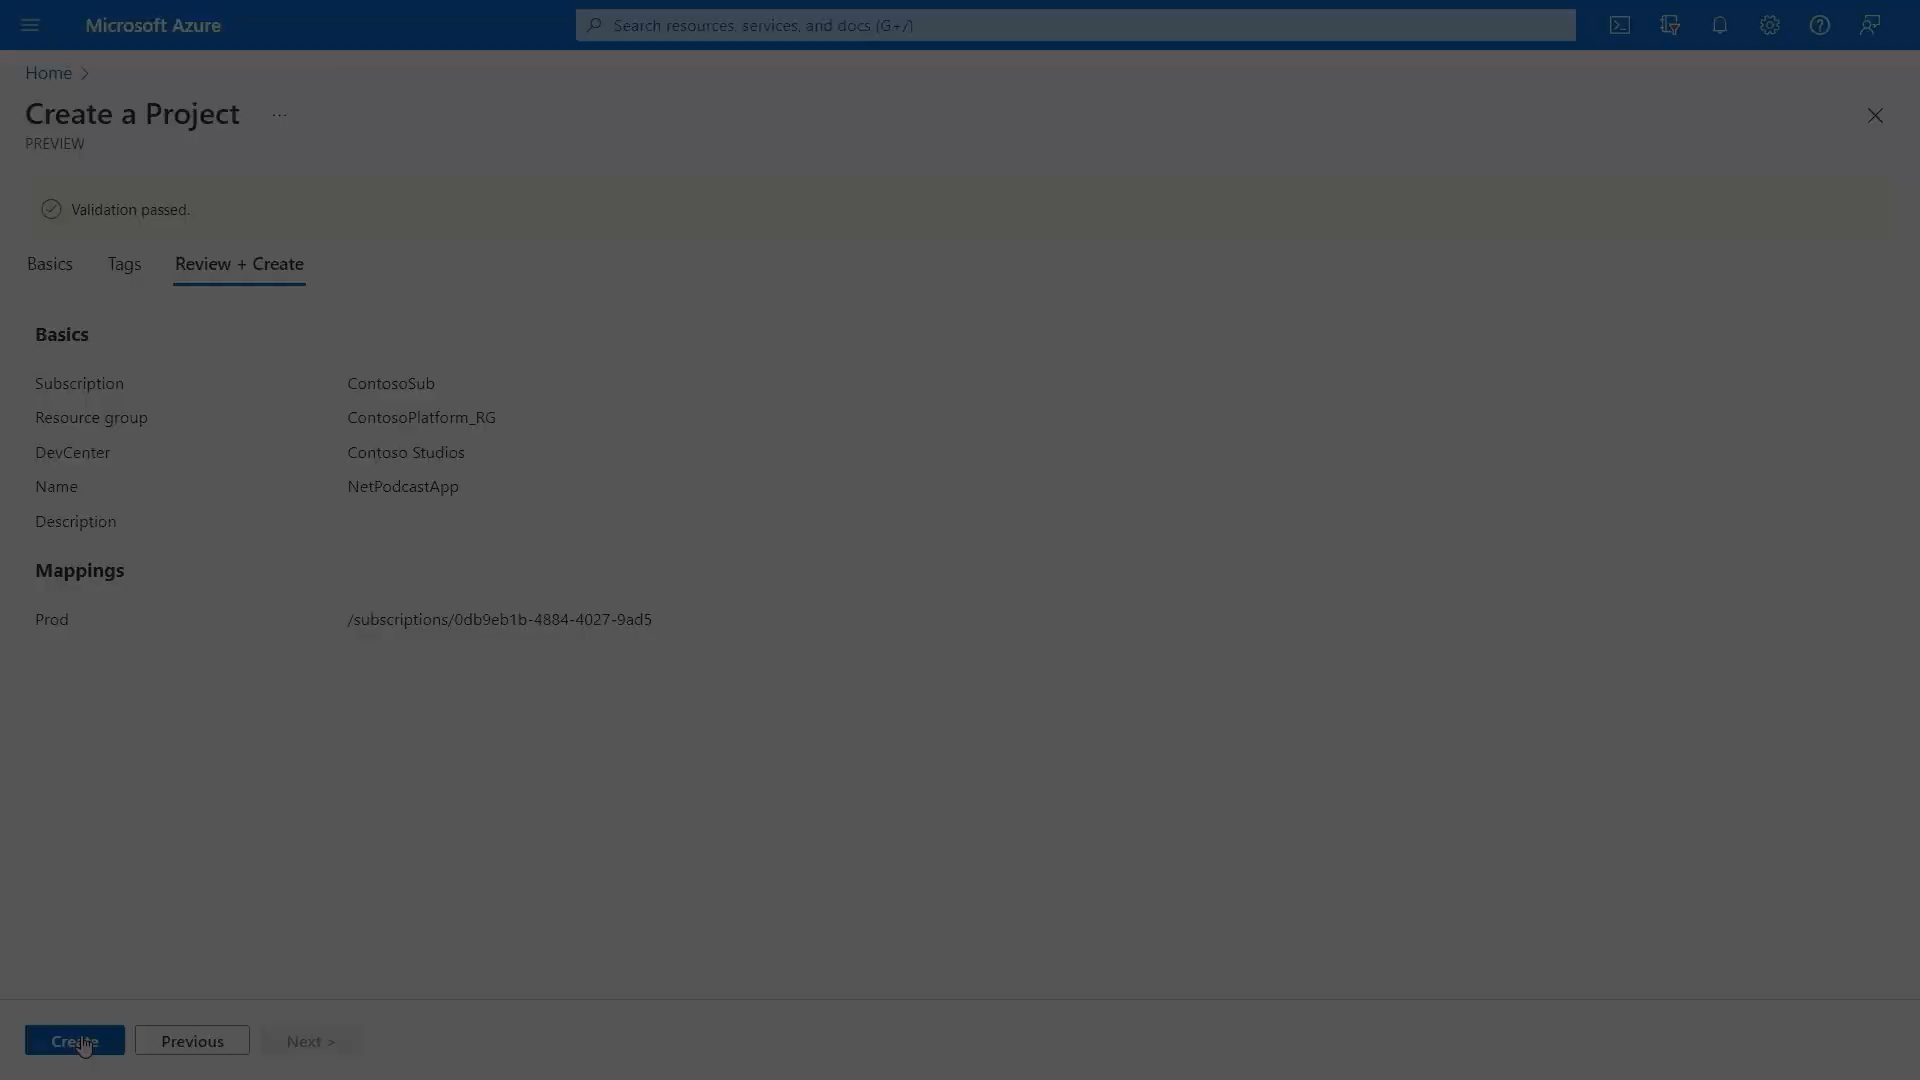 Microsoft Azure
Search resources, services, and docs (G+/)
Home
Create a Project ...
PREVIEW
Validation passed.
Basics Tags Review + Create
Basics
Subscription ContosoSub
Resource group ContosoPlatform_RG
DevCenter Contoso Studios
Name NetPodcastApp
Description
Mappings
Prod /subscriptions/0db9eb1b-4884-4027-9ad5
Create Previous Next >